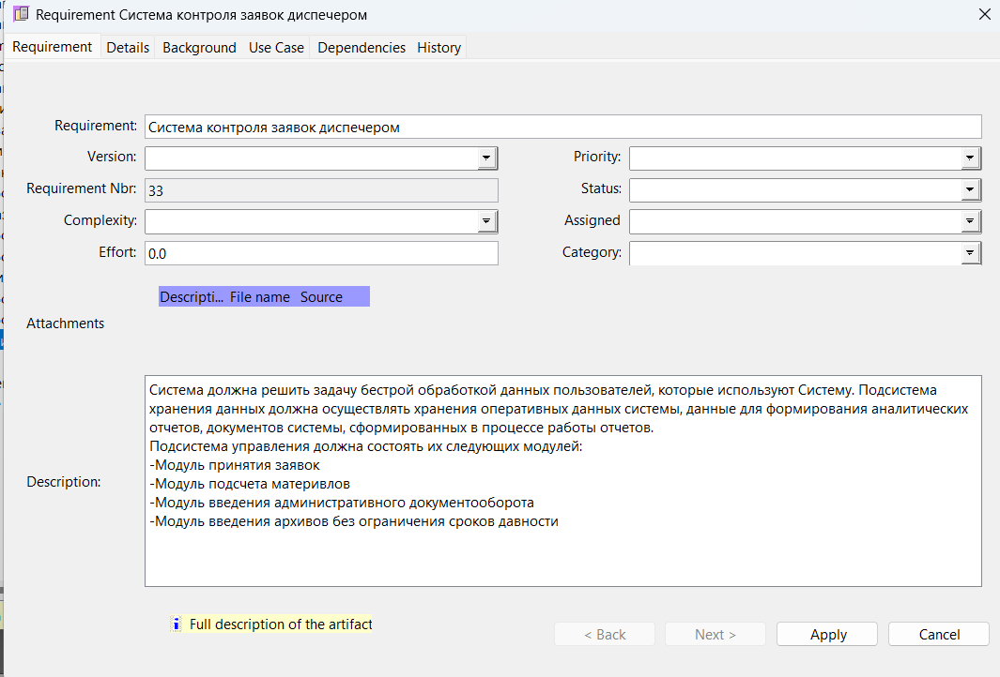 Requirement Система контроля заявок диспечером
Requirement Details Background Use Case Dependencies History
Requirement: Система контроля заявок диспечером
Version: Priority:
Requirement Nbr: 33 Status:
Complexity: Assigned
Effort: 0.0 Category:
Descripti... File name Source
Attachments
Система должна решить задачу бестрой обработкой данных пользователей, которые используют Систему. Подсистема
хранения данных должна осуществлять хранения оперативных данных системы, данные для формирования аналитических
отчетов, документов системы, сформированных в процессе работы отчетов.
Подсистема управления должна состоять их следующих модулей:
-Модуль принятия заявок
-Модуль подсчета материвлов
-Модуль введения административного документооборота
-Модуль введения архивов без ограничения сроков давности
Description:
Full description of the artifact
< Back Next > Apply Cancel